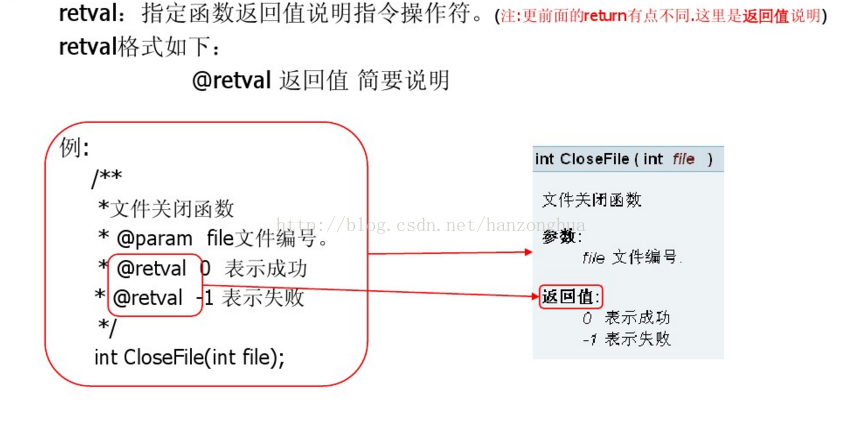 retval：指定函数返回值说明指令操作符。(注:更前面的return有点不同.这里是返回值说明)
retval格式如下：
@retval 返回值 简要说明
例:
/**
*文件关闭函数
* @param file文件编号。
* @retval 0 表示成功
* @retval -1 表示失败
*/
int CloseFile(int file);
int CloseFile ( int file )
文件关闭函数
参数:
file 文件编号.
返回值:
0 表示成功
-1 表示失败
http://blog.csdn.net/hanzonghua